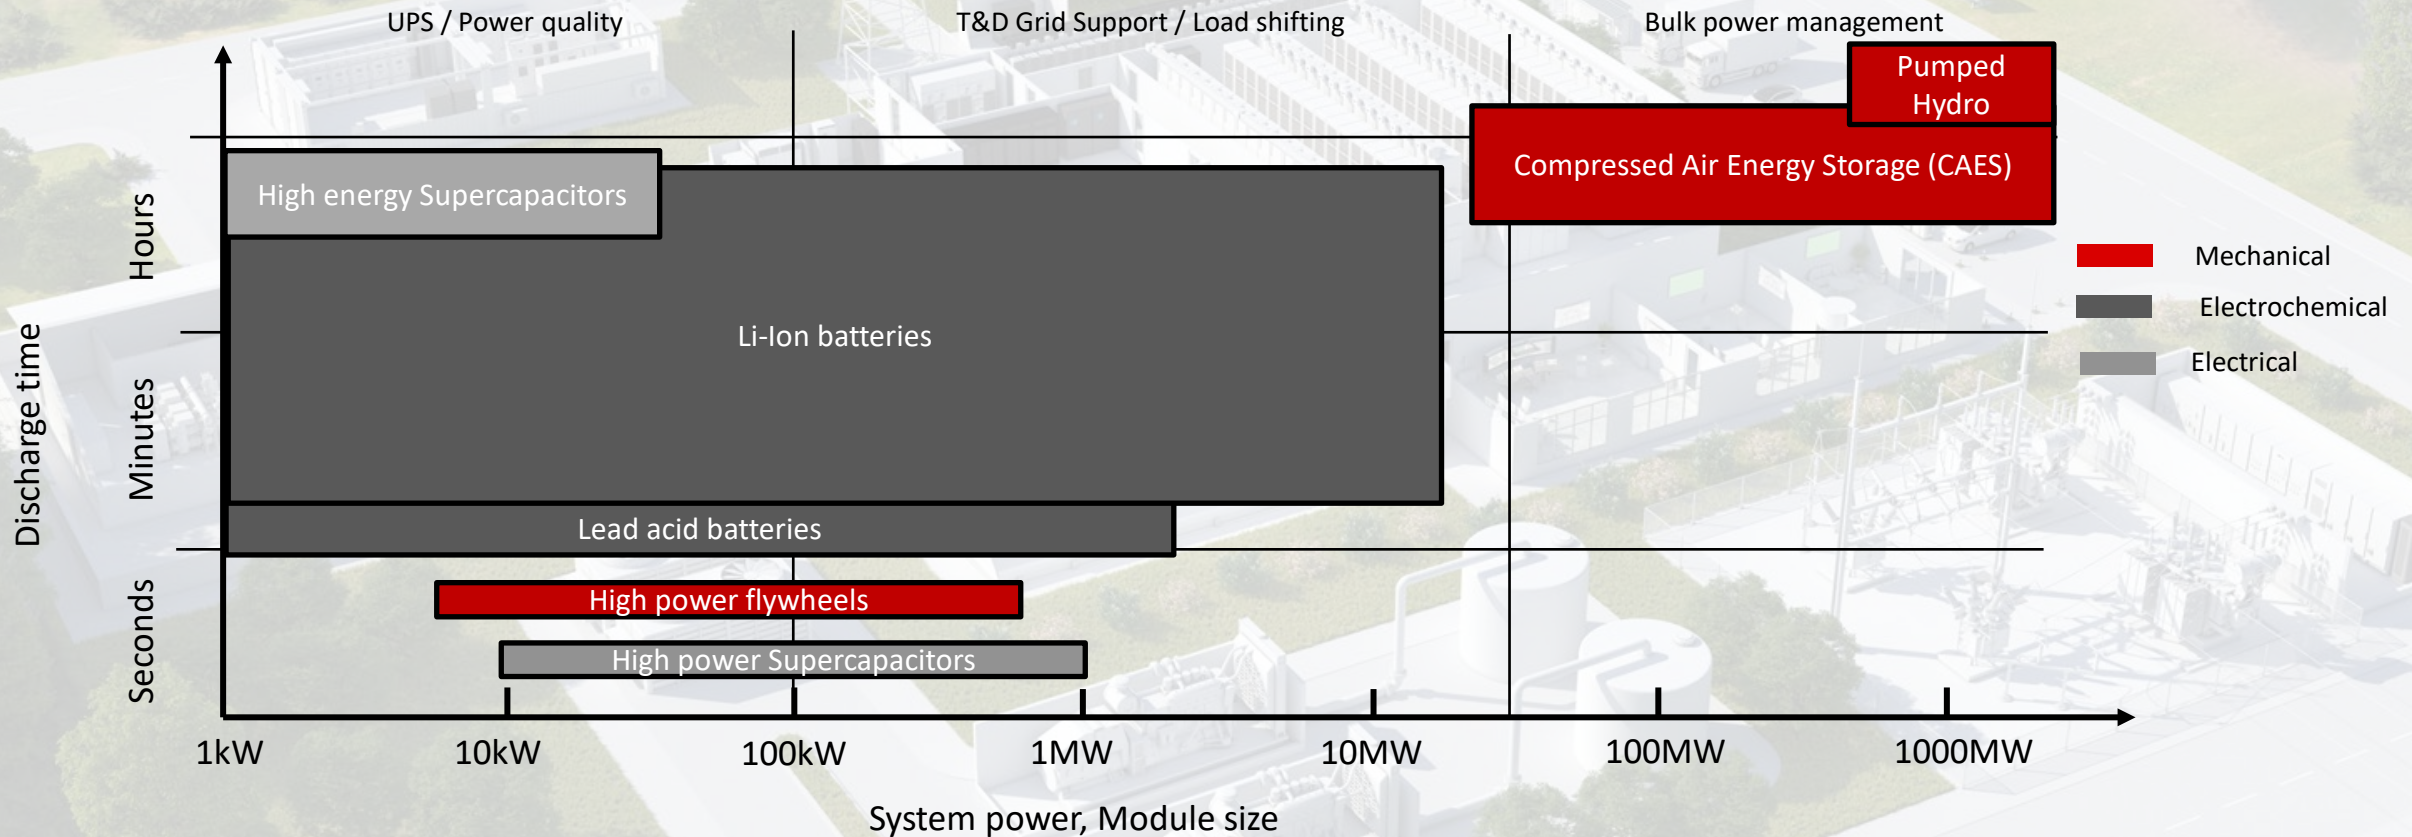 UPS / Power quality
T&D Grid Support / Load shifting
Bulk power management
Pumped
Hydro
Compressed Air Energy Storage (CAES)
High energy Supercapacitors
Li-Ion batteries
Lead acid batteries
High power flywheels
High power Supercapacitors
Mechanical
Electrochemical
Electrical
Discharge time
Hours
Minutes
Seconds
1kW
10kW
100kW
1MW
10MW
100MW
1000MW
System power, Module size